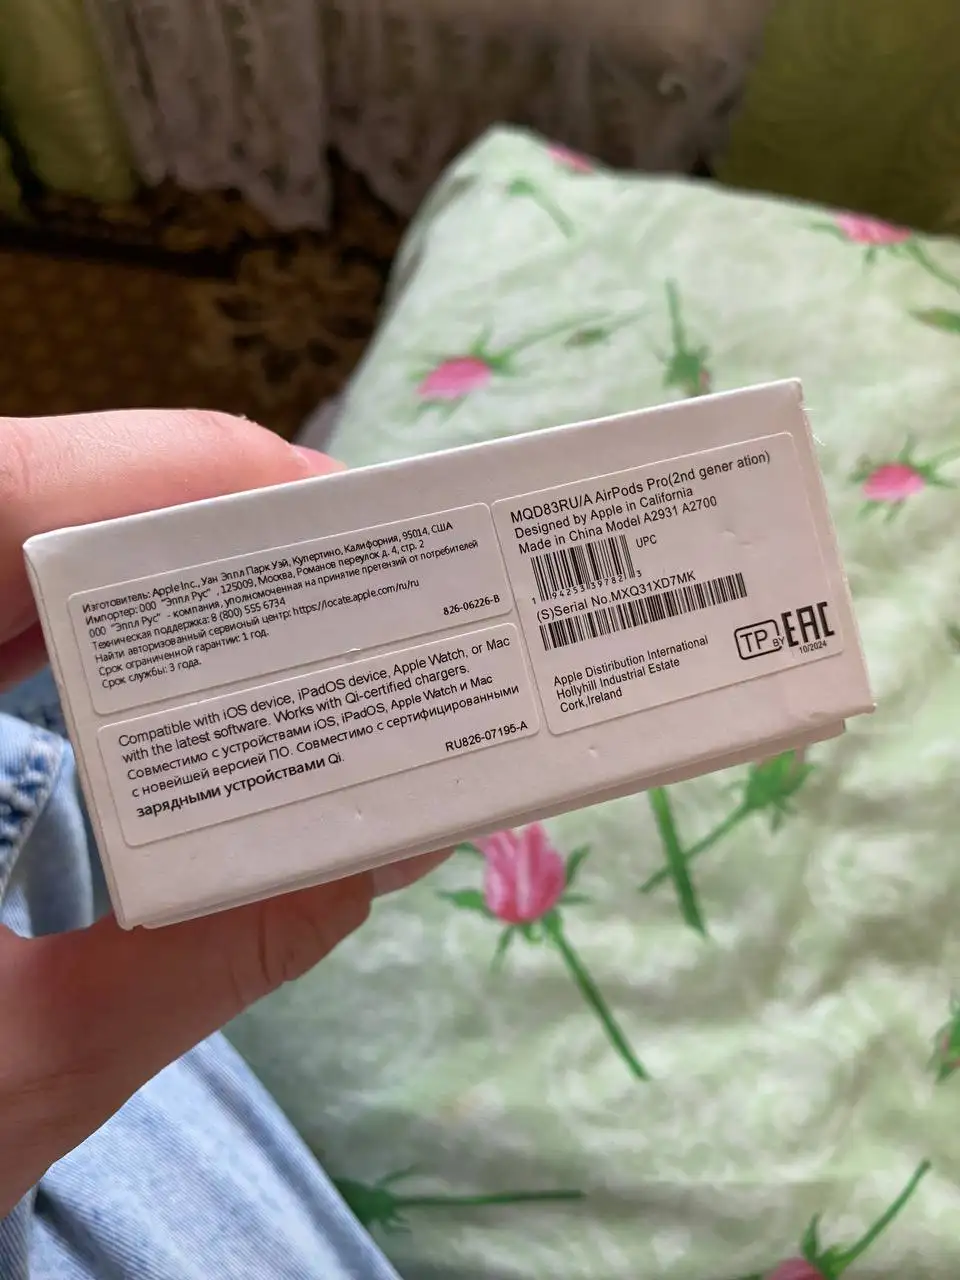 Изготовитель: Apple Inc., Уан Эппл Парк Уэй, Купертино, Калифорния, 95014, США
Импортер: ООО "Эппл Рус" , 125009, Москва, Романов переулок д. 4, стр. 2
ООО "Эппл Рус" - компания, уполномоченная на принятие претензий от потребителей
Техническая поддержка: 8 (800) 555 6734
Найти авторизованный сервисный центр: https://locate.apple.com/ru/ru
Срок ограниченной гарантии: 1 год.
Срок службы: 3 года.
826-06226-B
Compatible with iOS device, iPadOS device, Apple Watch, or Mac
with the latest software. Works with Qi-certified chargers.
Совместимо с устройствами iOS, iPadOS, Apple Watch и Mac
с новейшей версией ПО. Совместимо с сертифицированными
зарядными устройствами Qi.
RU826-07195-A
MQD83RU/A AirPods Pro(2nd gener ation)
Designed by Apple in California
Made in China Model A2931 A2700
UPC
1 94253 39782 3
(S)Serial No.MXQ31XD7MK
Apple Distiribution International
Hollyhill Industrial Estate
Cork,Ireland
TP BY EAC
10/2024